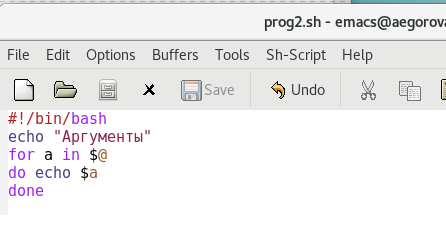 prog2.sh - emacs@aegorova
File Edit Options Buffers Tools Sh-Script Help
Save Undo
#!/bin/bash
echo "Аргументы"
for a in $@
do echo $a
done